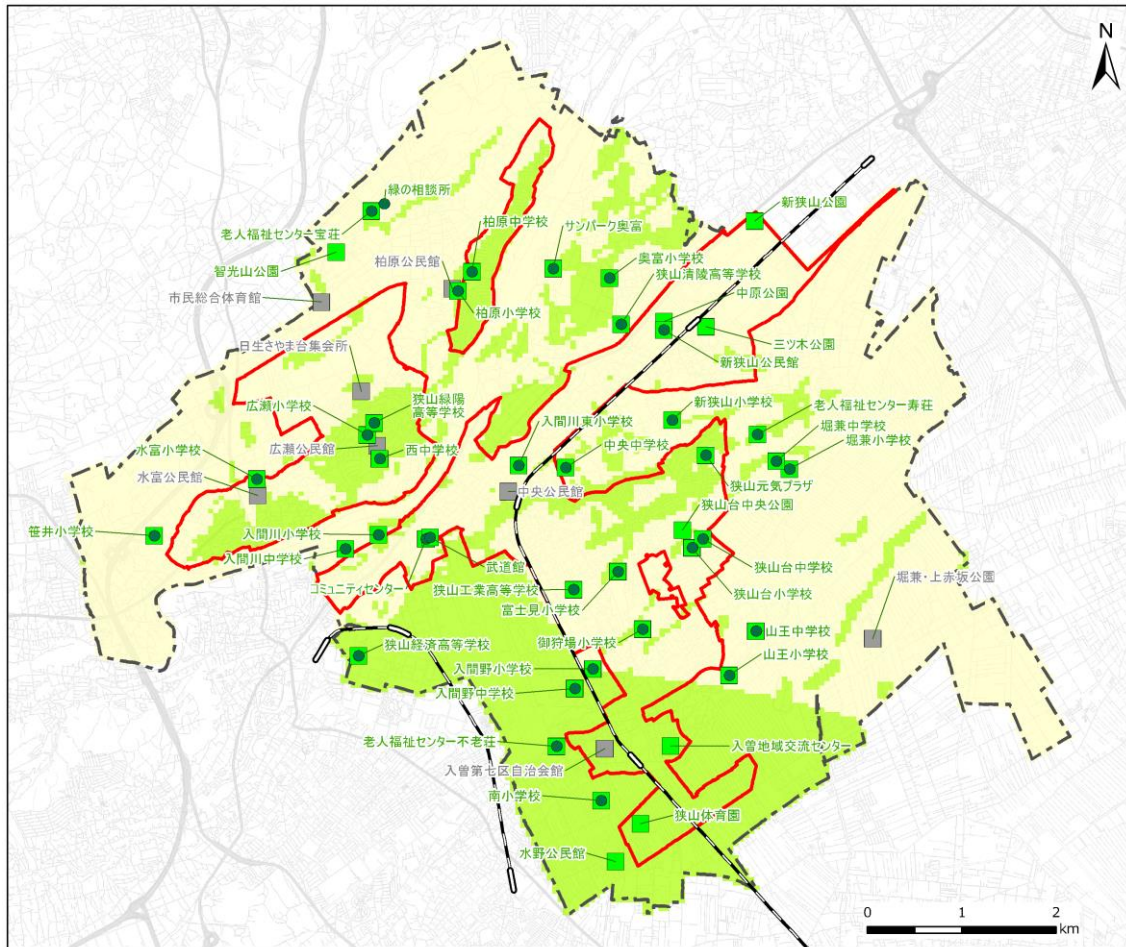 N
新狭山公園
緑の相談所
柏原中学校
サンパーク奥富
老人福祉センター宝荘
柏原公民館
奥富小学校
狭山清陵高等学校
智光山公園
中原公園
市民総合体育館
柏原小学校
三ツ木公園
日生さやま台集会所
新狭山公民館
広瀬小学校
狭山緑陽
高等学校
入間川東小学校
新狭山小学校
老人福祉センター寿荘
中央中学校
堀兼中学校
堀兼小学校
水富小学校
広瀬公民館
西中学校
水富公民館
狭山元気プラザ
中央公民館
狭山台中央公園
笹井小学校
入間川小学校
入間川中学校
武道館
狭山台中学校
コミュニティセンター
狭山工業高等学校
狭山台小学校
堀兼・上赤坂公園
富士見小学校
御狩場小学校
山王中学校
狭山経済高等学校
入間野小学校
山王小学校
入間野中学校
老人福祉センター不老荘
入曽地域交流センター
入曽第七区自治会館
南小学校
狭山体育園
水野公民館
0 1 2
km